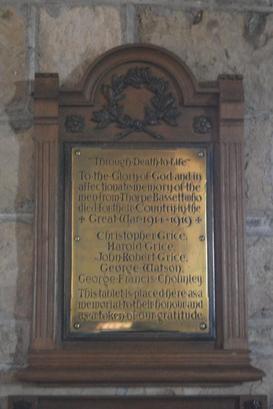 "Through Death to Life"
To the Glory of God and in
affectionate memory of the
men from Thorpe Bassett who
died for their Country in the
+ Great War 1914-1919 +
Christopher Grice,
Harold Grice,
John Robert Grice,
George Watson,
George Francis Cholmley
This tablet is placed here as a
memorial to their honour and
as a token of our gratitude.